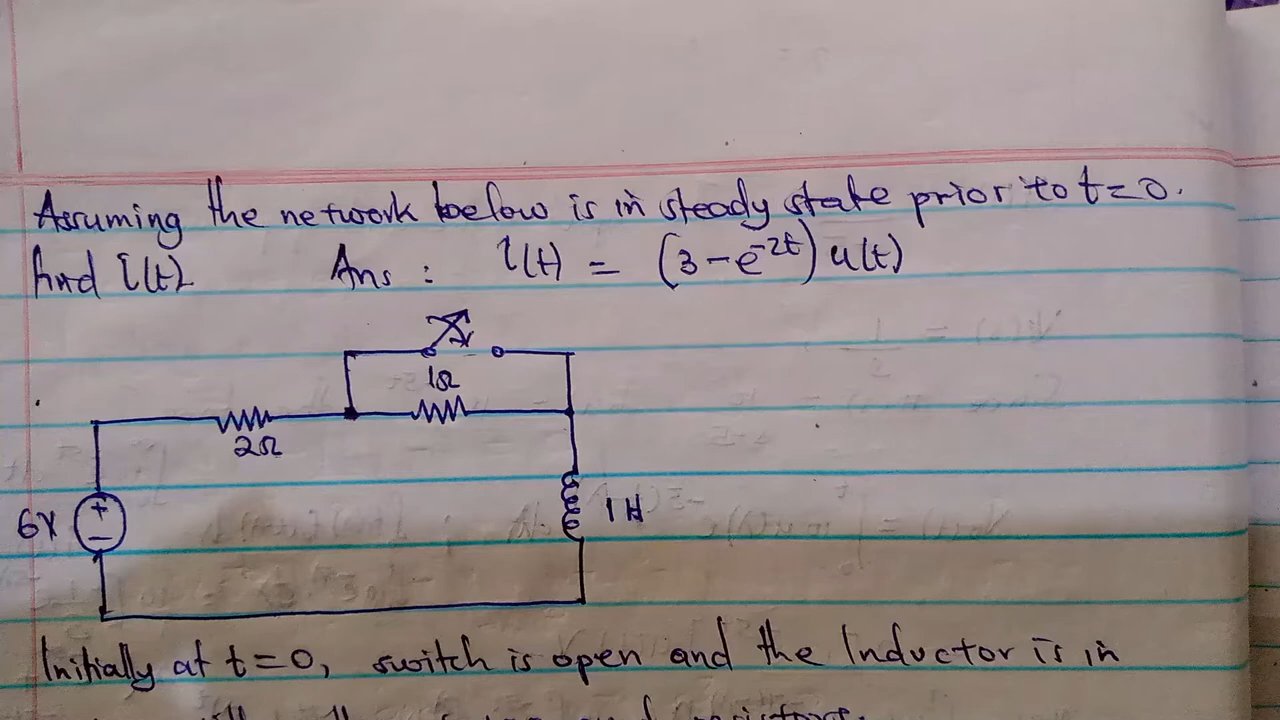 Assuming the network below is in steady state prior to t=0.
find i(t). Ans : i(t) = (3-e^-2t) u(t)
1Ω
2Ω
+
6V
1H
−
Initially at t=0, switch is open and the Inductor is in